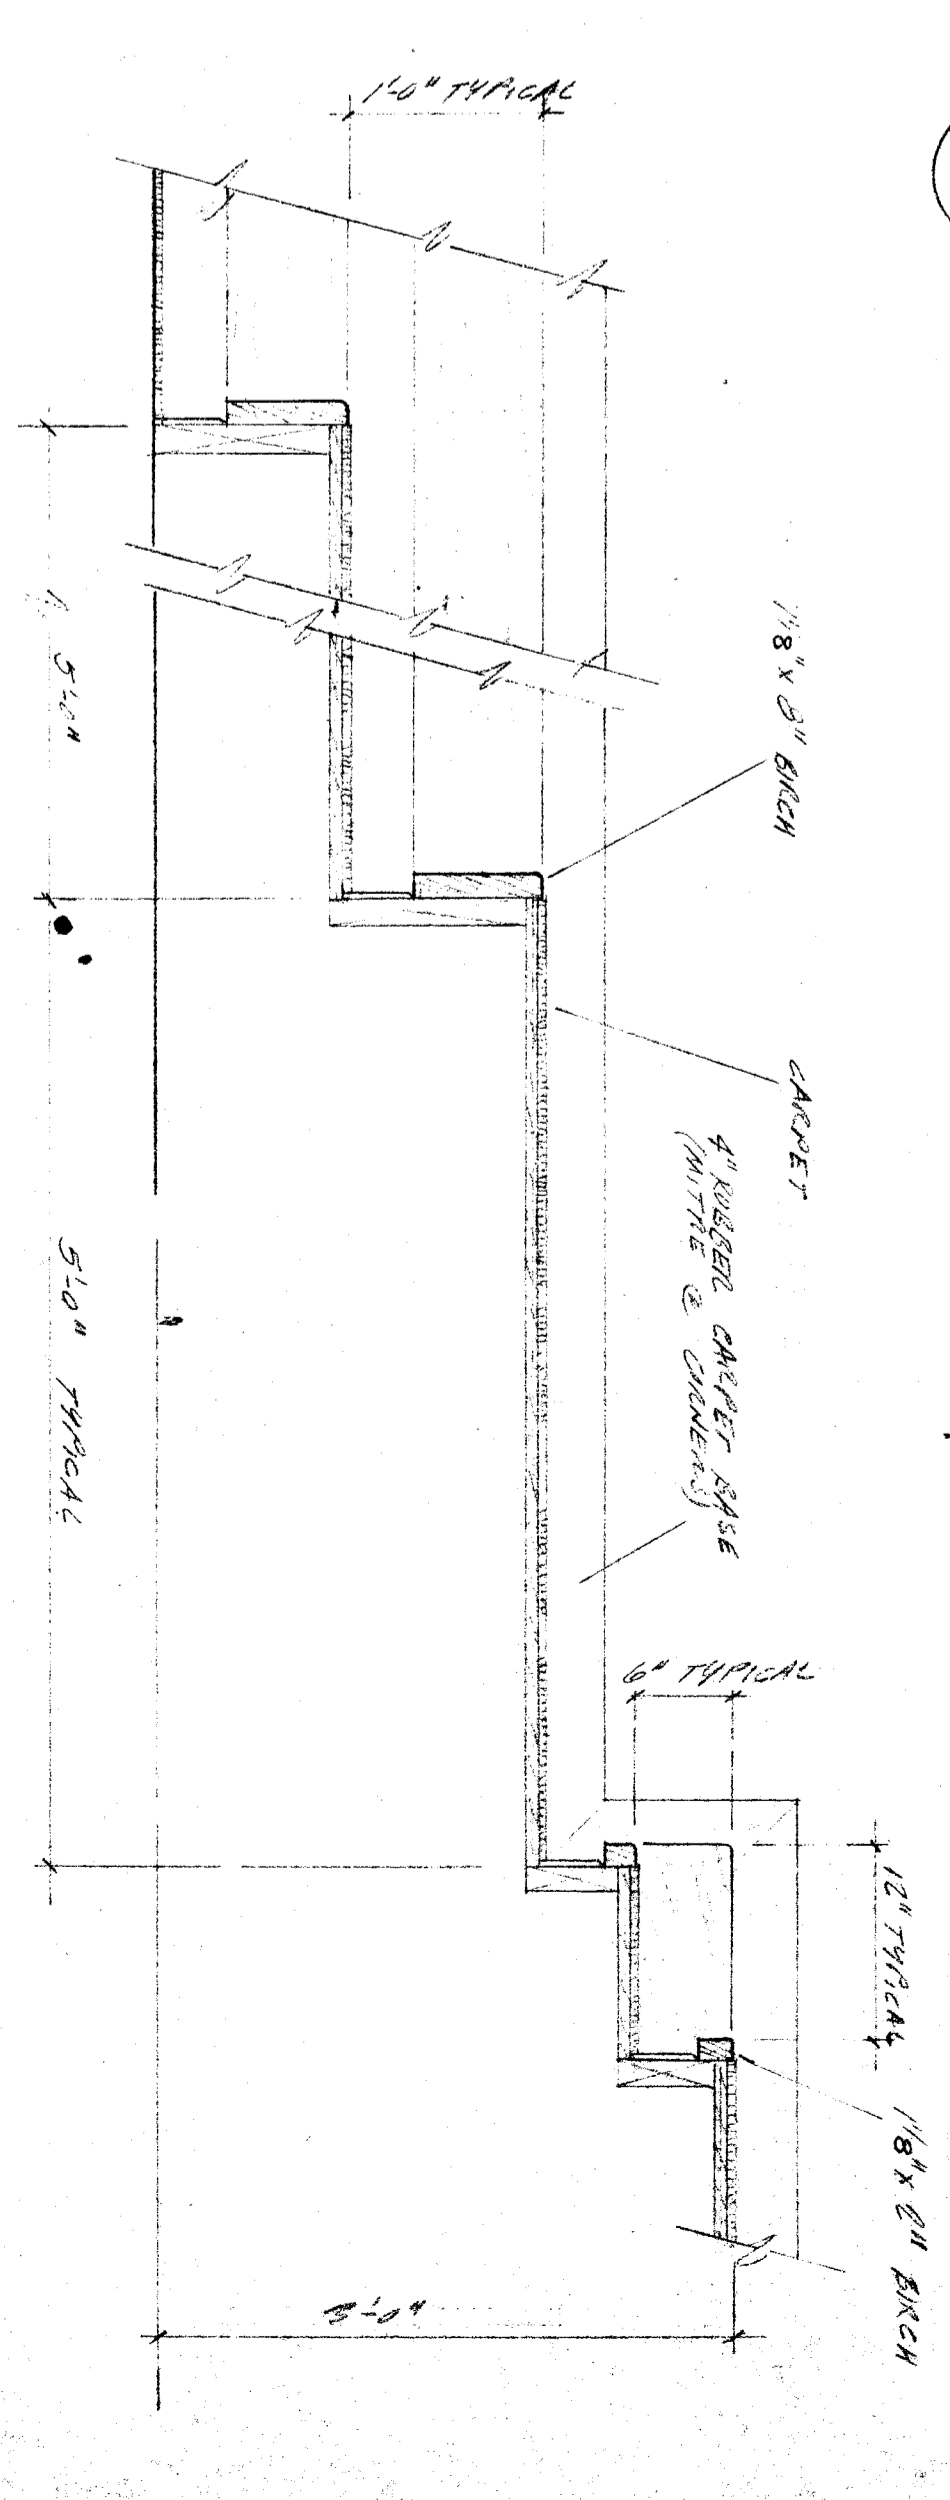 1'-0" TYPICAL
1 1/8" x 8" BIRCH
CARPET
4" RUBBER CARPET BASE
(MITRE @ CORNERS)
6" TYPICAL
12" TYPICAL
1 1/8" x 2" BIRCH
5'-0"
5'-0" TYPICAL
3'-0"